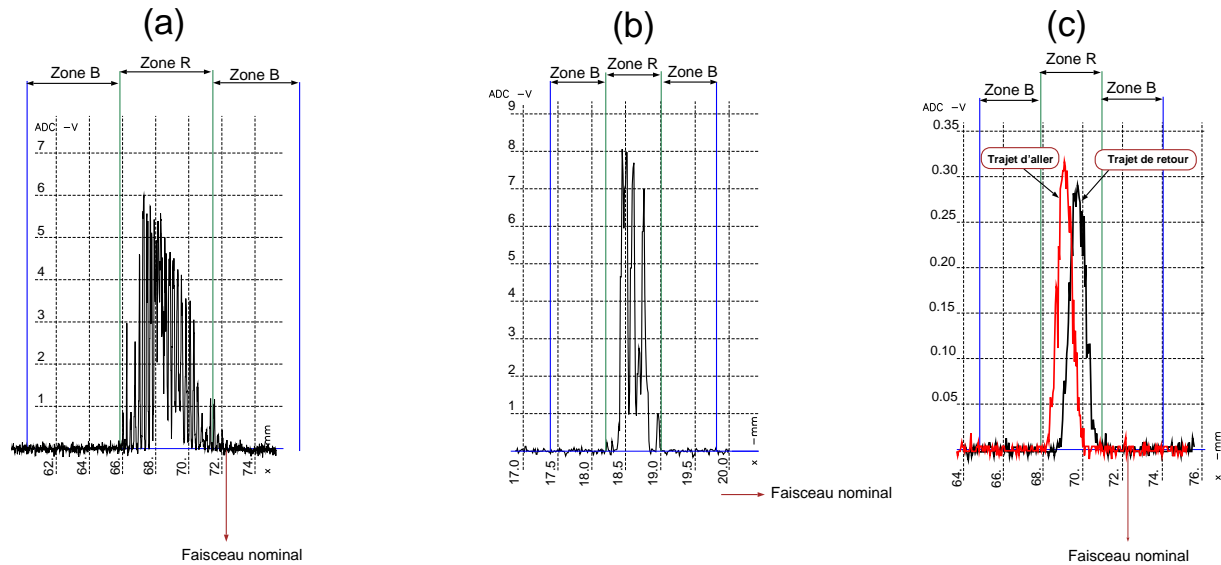 (a)
Zone B
Zone R
Zone B
ADC −V
7
6
5
4
3
2
1
62
64
66
68
70
72
74
x −mm
Faisceau nominal
(b)
Zone B
Zone R
Zone B
ADC −V
9
8
7
6
5
4
3
2
1
17.0
17.5
18.0
18.5
19.0
19.5
20.0
x −mm
Faisceau nominal
(c)
Zone R
Zone B
Zone B
ADC −V
0.35
Trajet d'aller
Trajet de retour
0.30
0.25
0.20
0.15
0.10
0.05
64
66
68
70
72
74
76
x −mm
Faisceau nominal